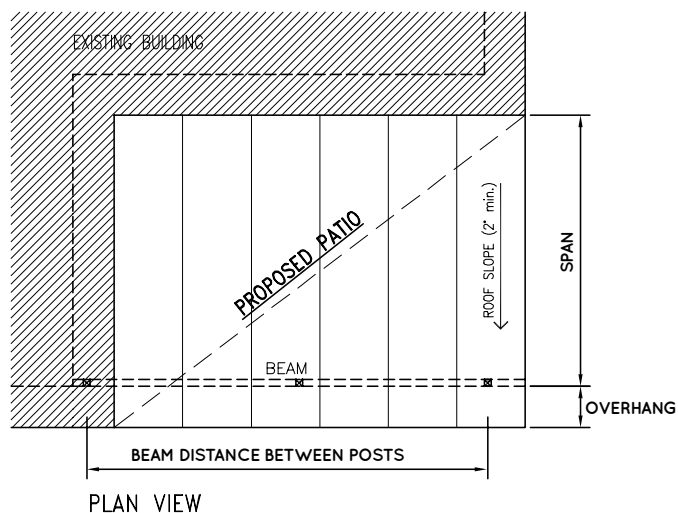 EXISTING BUILDING
PROPOSED PATIO
ROOF SLOPE (2° min.)
SPAN
BEAM
OVERHANG
BEAM DISTANCE BETWEEN POSTS
PLAN VIEW